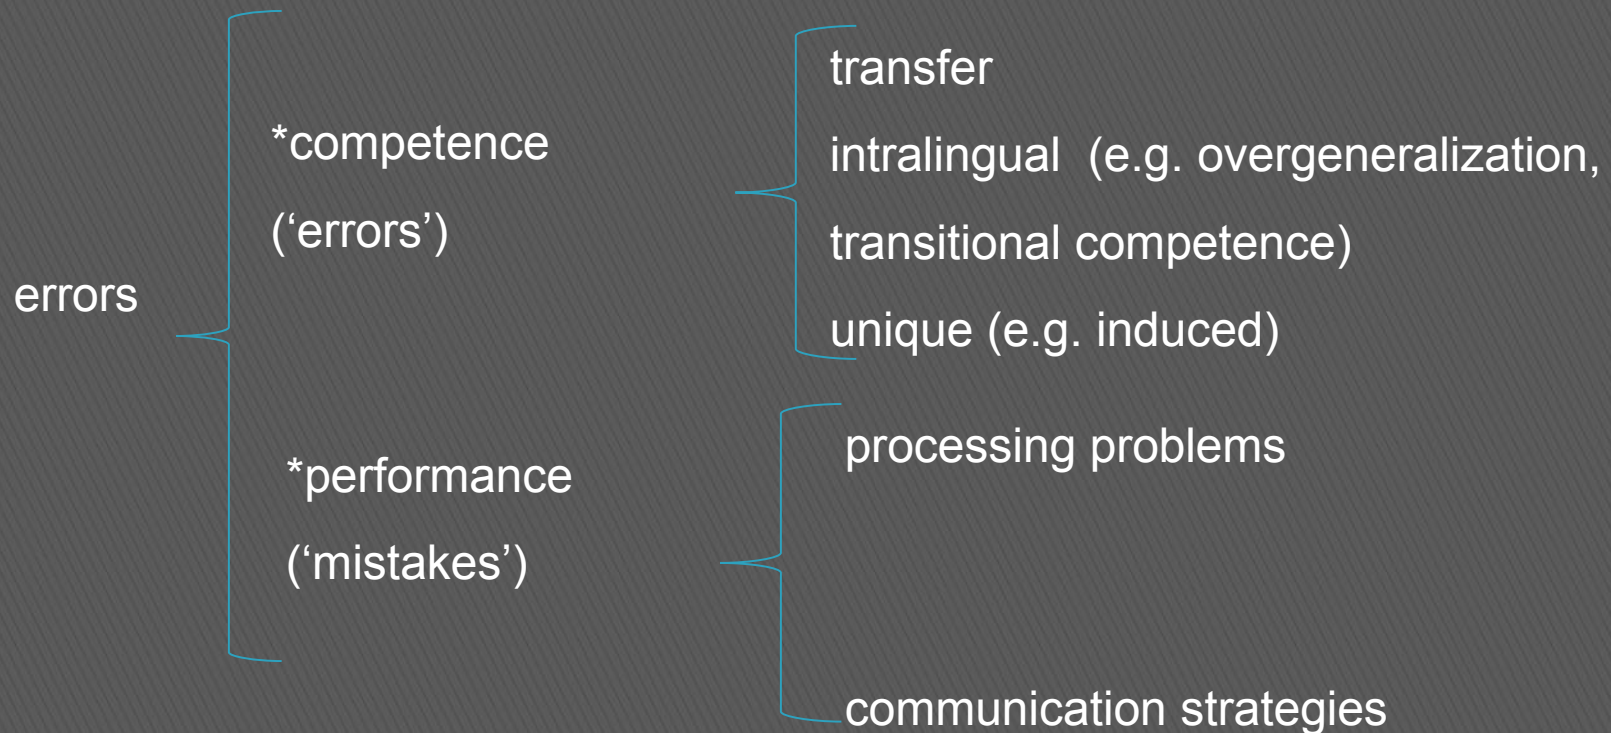 errors
*competence
(‘errors’)
transfer
intralingual  (e.g. overgeneralization,
transitional competence)
unique (e.g. induced)
*performance
(‘mistakes’)
processing problems
communication strategies